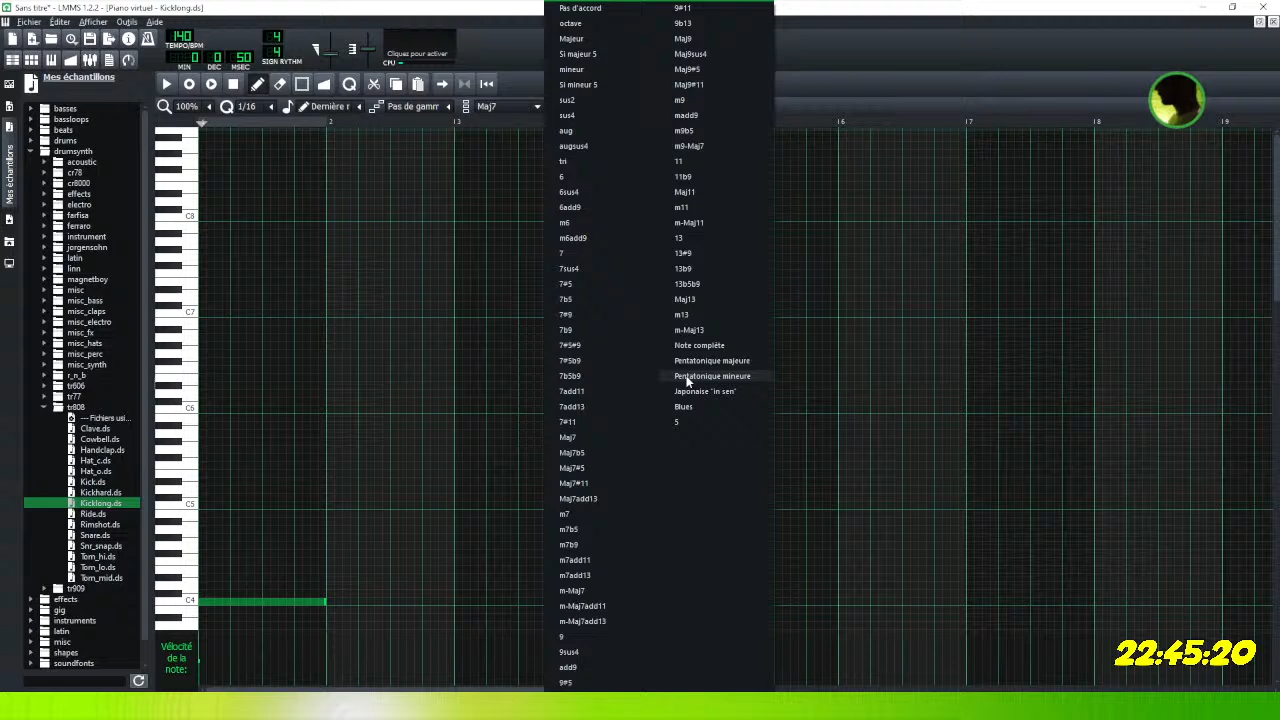 Sans titre* - LMMS 1.2.2 - [Piano virtuel - Kicklong.ds]
Fichier Éditer Afficher Outils Aide
140
TEMPO/BPM
0 0 50
MIN SEC MSEC
4
4
SIGN RYTHM
Cliquez pour activer
CPU
Mes échantillons
Mes échantillons
100% 1/16 Dernière r Pas de gamm Maj7
2 3 6 7 8 9
basses
bassloops
beats
drums
drumsynth
acoustic
cr78
cr8000
effects
electro
farfisa
ferraro
instrument
jorgensohn
latin
linn
magnetboy
misc
misc_bass
misc_claps
misc_electro
misc_fx
misc_hats
misc_perc
misc_synth
r_n_b
tr606
tr77
tr808
--- Fichiers usi...
Clave.ds
Cowbell.ds
Handclap.ds
Hat_c.ds
Hat_o.ds
Kick.ds
Kickhard.ds
Kicklong.ds
Ride.ds
Rimshot.ds
Snare.ds
Snr_snap.ds
Tom_hi.ds
Tom_lo.ds
Tom_mid.ds
tr909
effects
gig
instruments
latin
misc
shapes
soundfonts
C8
C7
C6
C5
C4
Vélocité
de la
note:
Pas d'accord
octave
Majeur
Si majeur 5
mineur
Si mineur 5
sus2
sus4
aug
augsus4
tri
6
6sus4
6add9
m6
m6add9
7
7sus4
7#5
7b5
7#9
7b9
7#5#9
7#5b9
7b5b9
7add11
7add13
7#11
Maj7
Maj7b5
Maj7#5
Maj7#11
Maj7add13
m7
m7b5
m7b9
m7add11
m7add13
m-Maj7
m-Maj7add11
m-Maj7add13
9
9sus4
add9
9#5
9#11
9b13
Maj9
Maj9sus4
Maj9#5
Maj9#11
m9
madd9
m9b5
m9-Maj7
11
11b9
Maj11
m11
m-Maj11
13
13#9
13b9
13b5b9
Maj13
m13
m-Maj13
Note complète
Pentatonique majeure
Pentatonique mineure
Japonaise "in sen"
Blues
5
22:45:20